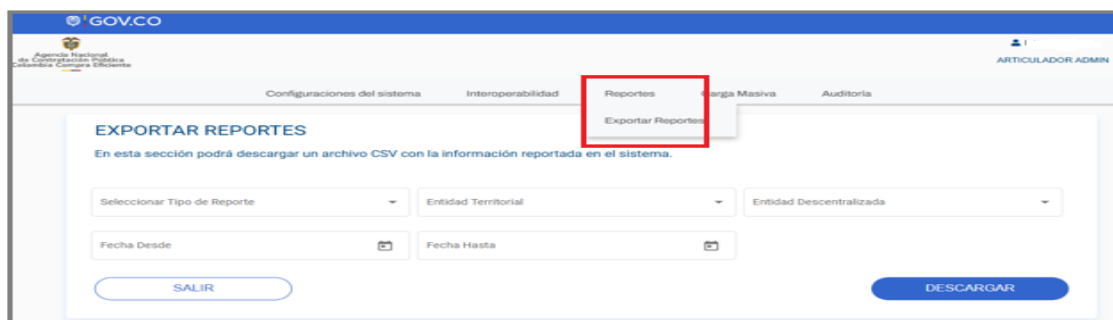 GOV.CO
Agencia Nacional
de Contratación Pública
Colombia Compra Eficiente
ARTICULADOR ADMIN
Configuraciones del sistema Interoperabilidad Reportes Carga Masiva Auditoría
Exportar Reportes
EXPORTAR REPORTES
En esta sección podrá descargar un archivo CSV con la información reportada en el sistema.
Seleccionar Tipo de Reporte Entidad Territorial Entidad Descentralizada
Fecha Desde Fecha Hasta
SALIR DESCARGAR